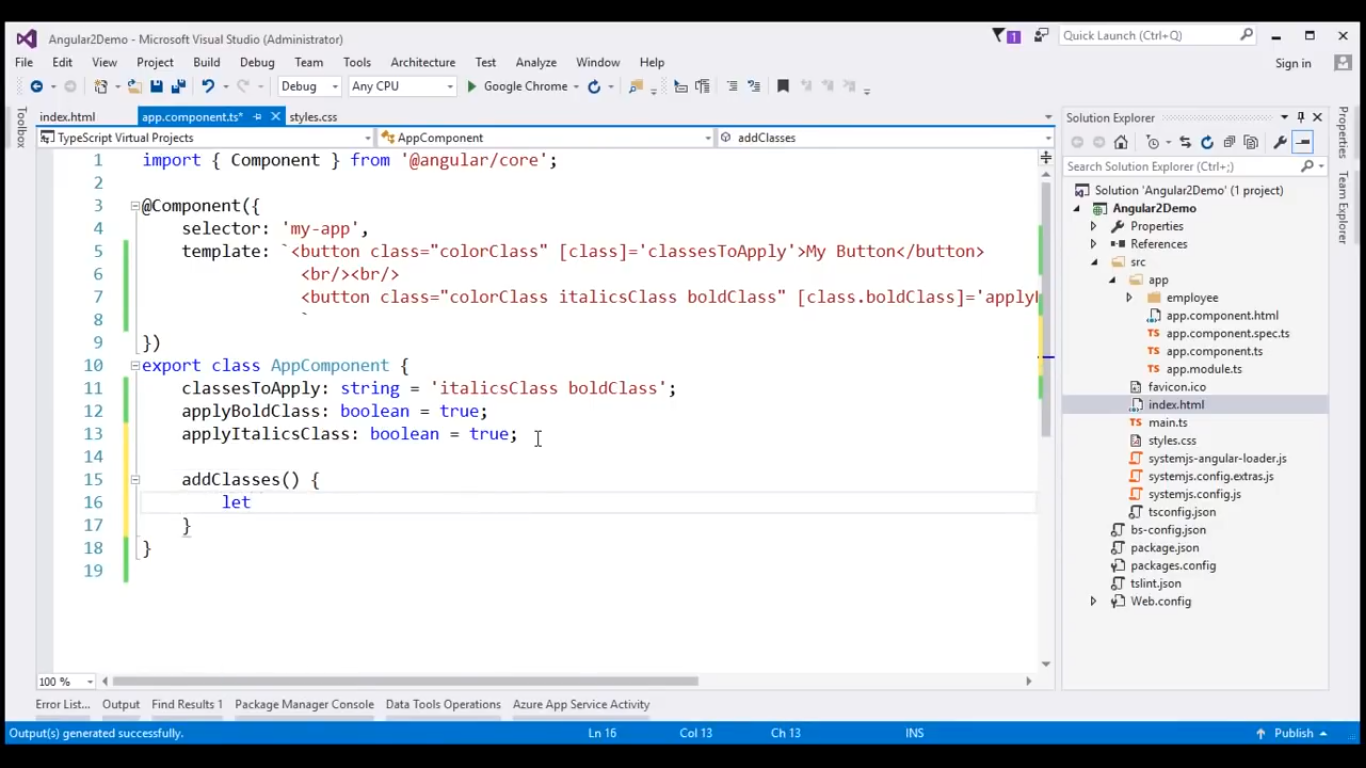 Angular2Demo - Microsoft Visual Studio (Administrator)
1
Quick Launch (Ctrl+Q)
File Edit View Project Build Debug Team Tools Architecture Test Analyze Window Help
Sign in
Debug Any CPU Google Chrome
Toolbox
index.html app.component.ts* styles.css
TypeScript Virtual Projects AppComponent addClasses
1 import { Component } from '@angular/core';
2
3 @Component({
4 selector: 'my-app',
5 template: `<button class="colorClass" [class]='classesToApply'>My Button</button>
6 <br/><br/>
7 <button class="colorClass italicsClass boldClass" [class.boldClass]='applyB
8 `
9 })
10 export class AppComponent {
11 classesToApply: string = 'italicsClass boldClass';
12 applyBoldClass: boolean = true;
13 applyItalicsClass: boolean = true;
14
15 addClasses() {
16 let
17 }
18 }
19
100 %
Solution Explorer
Search Solution Explorer (Ctrl+;)
Solution 'Angular2Demo' (1 project)
Angular2Demo
Properties
References
src
app
employee
app.component.html
app.component.spec.ts
app.component.ts
app.module.ts
favicon.ico
index.html
main.ts
styles.css
systemjs-angular-loader.js
systemjs.config.extras.js
systemjs.config.js
tsconfig.json
bs-config.json
package.json
packages.config
tslint.json
Web.config
Properties
Team Explorer
Error List... Output Find Results 1 Package Manager Console Data Tools Operations Azure App Service Activity
Output(s) generated successfully. Ln 16 Col 13 Ch 13 INS Publish